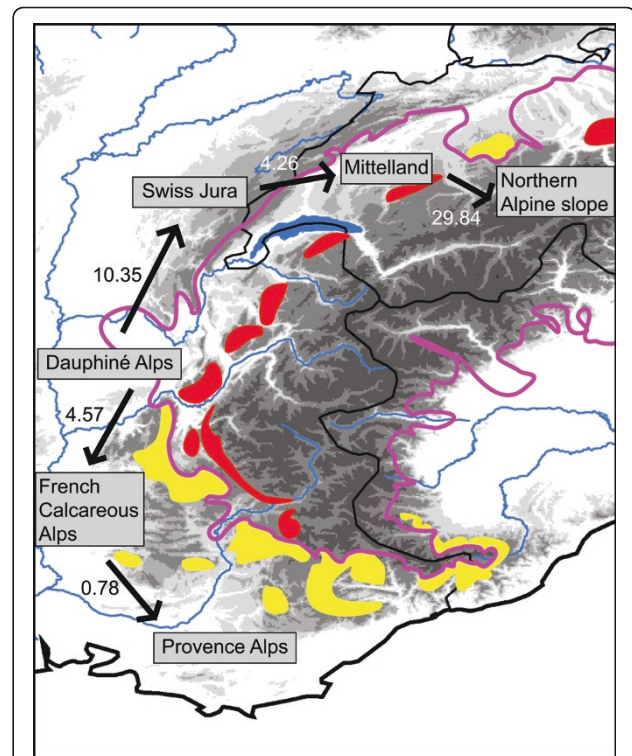 4.26
Mittelland
Swiss Jura
Northern
Alpine slope
29.84
10.35
Dauphiné Alps
4.57
French
Calcareous
Alps
0.78
Provence Alps